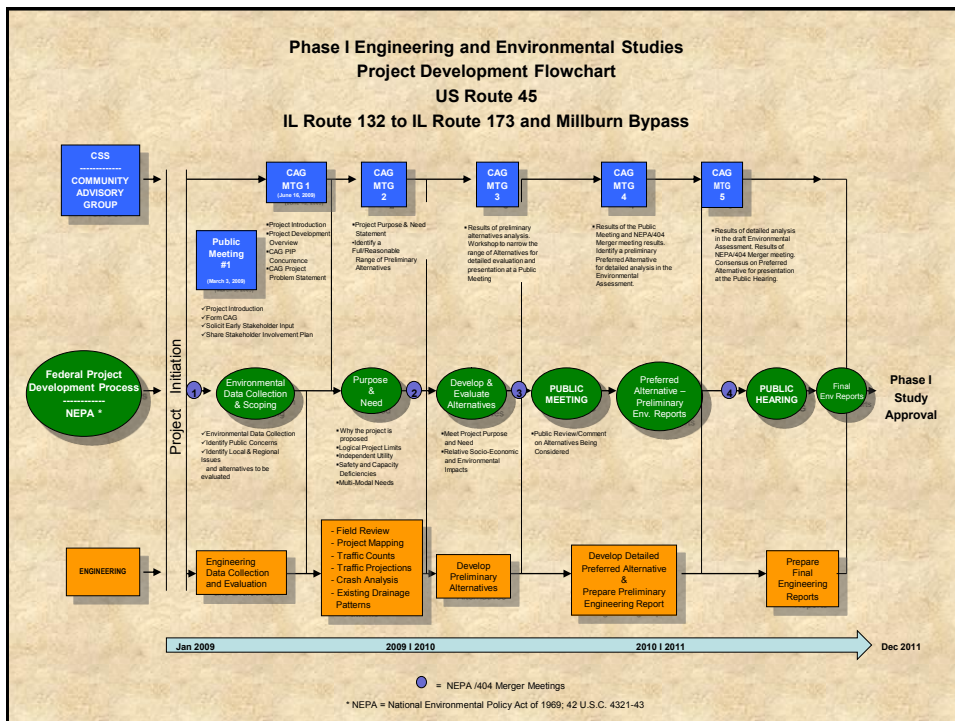 Phase I Engineering and Environmental Studies
Project Development Flowchart
US Route 45
IL Route 132 to IL Route 173 and Millburn Bypass
CSS
-------------
COMMUNITY
ADVISORY
GROUP
CAG
MTG 1
(June 16, 2009)
CAG
MTG
2
CAG
MTG
3
CAG
MTG
4
CAG
MTG
5
•Project Introduction
•Project Development
Overview
•CAG PIP
Concurrence
•CAG Project
Problem Statement
•Project Purpose & Need
Statement
•Identify a
Full/Reasonable
Range of Preliminary
Alternatives
• Results of preliminary
alternatives analysis.
Workshop to narrow the
range of Alternatives for
detailed evaluation and
presentation at a Public
Meeting
• Results of the Public
Meeting and NEPA/404
Merger meeting results.
Identify a preliminary
Preferred Alternative
for detailed analysis in the
Environmental
Assessment.
• Results of detailed analysis
in the draft Environmental
Assessment. Results of
NEPA/404 Merger meeting.
Consensus on Preferred
Alternative for presentation
at the Public Hearing.
Public
Meeting
#1
(March 3, 2009)
✓Project Introduction
✓Form CAG
✓Solicit Early Stakeholder Input
✓Share Stakeholder Involvement Plan
Project Initiation
Federal Project
Development Process
-------------
NEPA *
1
Environmental
Data Collection
& Scoping
Purpose
&
Need
2
Develop &
Evaluate
Alternatives
3
PUBLIC
MEETING
Preferred
Alternative –
Preliminary
Env. Reports
4
PUBLIC
HEARING
Final
Env Reports
Phase I
Study
Approval
✓Environmental Data Collection
✓Identify Public Concerns
✓Identify Local & Regional
Issues
and alternatives to be
evaluated
•Why the project is
proposed
•Logical Project Limits
•Independent Utility
•Safety and Capacity
Deficiencies
•Multi-Modal Needs
•Meet Project Purpose
and Need
•Relative Socio-Economic
and Environmental
Impacts
•Public Review/Comment
on Alternatives Being
Considered
ENGINEERING
Engineering
Data Collection
and Evaluation
- Field Review
- Project Mapping
- Traffic Counts
- Traffic Projections
- Crash Analysis
- Existing Drainage
Patterns
Develop
Preliminary
Alternatives
Develop Detailed
Preferred Alternative
&
Prepare Preliminary
Engineering Report
Prepare
Final
Engineering
Reports
Jan 2009
2009 I 2010
2010 I 2011
Dec 2011
= NEPA /404 Merger Meetings
* NEPA = National Environmental Policy Act of 1969; 42 U.S.C. 4321-43